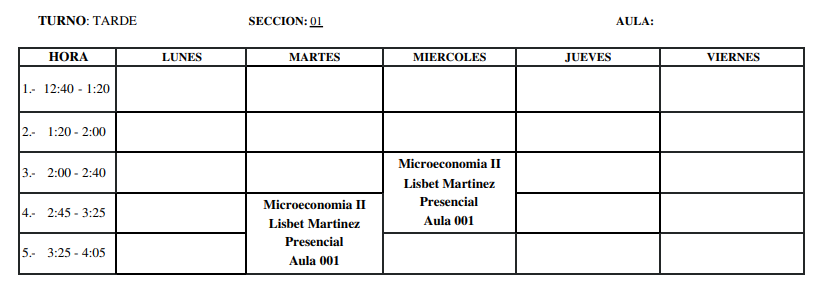 TURNO: TARDE SECCION: 01 AULA:
HORA LUNES MARTES MIERCOLES JUEVES VIERNES
1.- 12:40 - 1:20
2.- 1:20 - 2:00
3.- 2:00 - 2:40
Microeconomia II
Lisbet Martinez
Presencial
Aula 001
4.- 2:45 - 3:25
Microeconomia II
Lisbet Martinez
Presencial
Aula 001
5.- 3:25 - 4:05